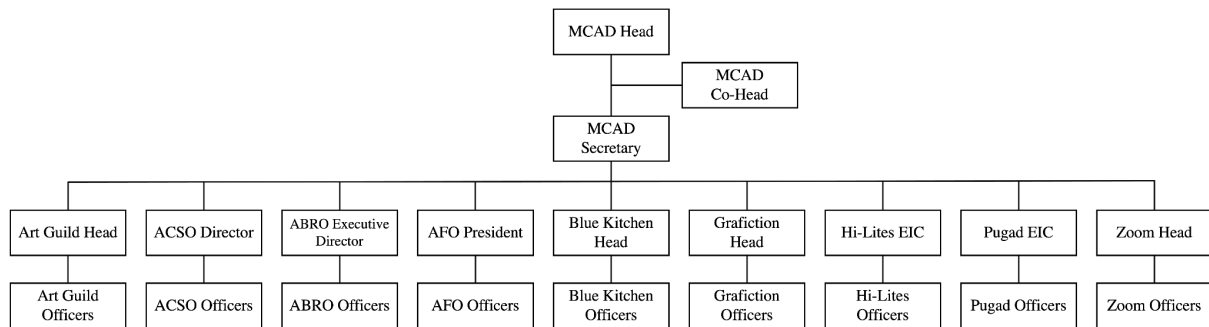 MCAD Head
MCAD
Co-Head
MCAD
Secretary
Art Guild Head
ACSO Director
ABRO Executive
Director
AFO President
Blue Kitchen
Head
Grafiction
Head
Hi-Lites EIC
Pugad EIC
Zoom Head
Art Guild
Officers
ACSO Officers
ABRO Officers
AFO Officers
Blue Kitchen
Officers
Grafiction
Officers
Hi-Lites
Officers
Pugad Officers
Zoom Officers